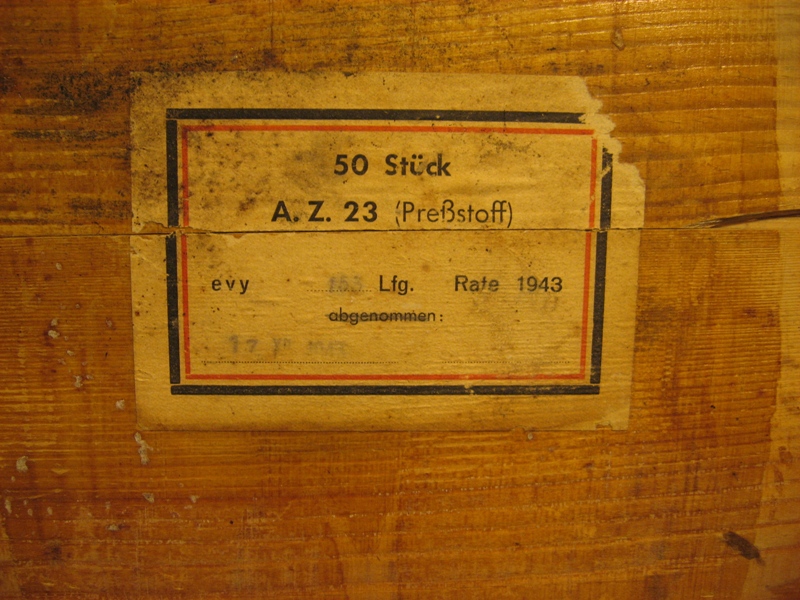 50 Stück
A. Z. 23 (Preßstoff)
evy Lfg. Rate 1943
abgenommen: